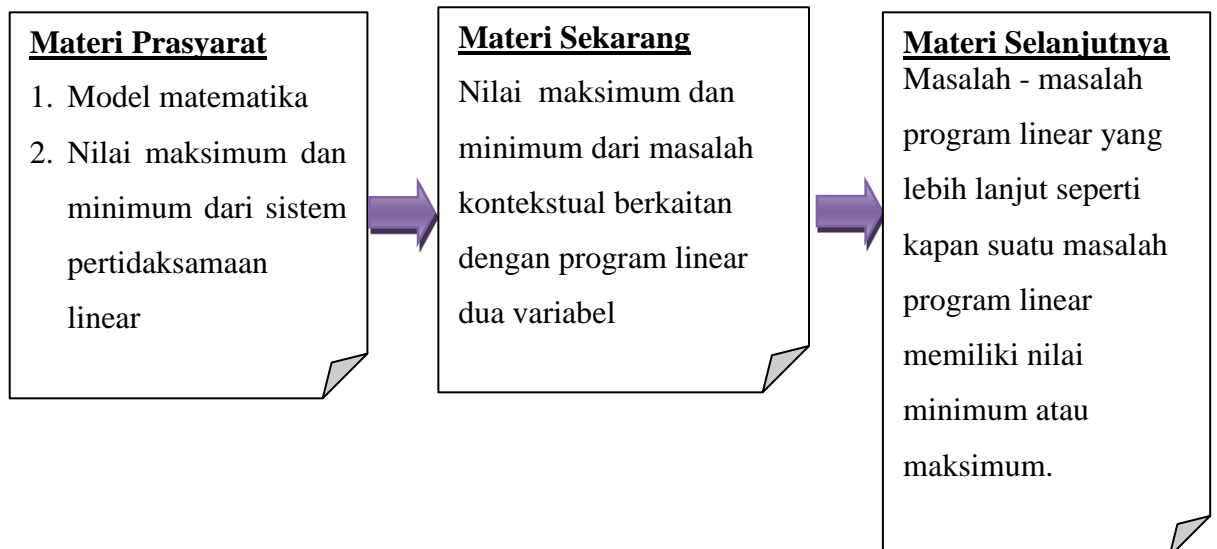 Materi Prasyarat
1. Model matematika
2. Nilai maksimum dan
minimum dari sistem
pertidaksamaan
linear
Materi Sekarang
Nilai maksimum dan
minimum dari masalah
kontekstual berkaitan
dengan program linear
dua variabel
Materi Selanjutnya
Masalah - masalah
program linear yang
lebih lanjut seperti
kapan suatu masalah
program linear
memiliki nilai
minimum atau
maksimum.